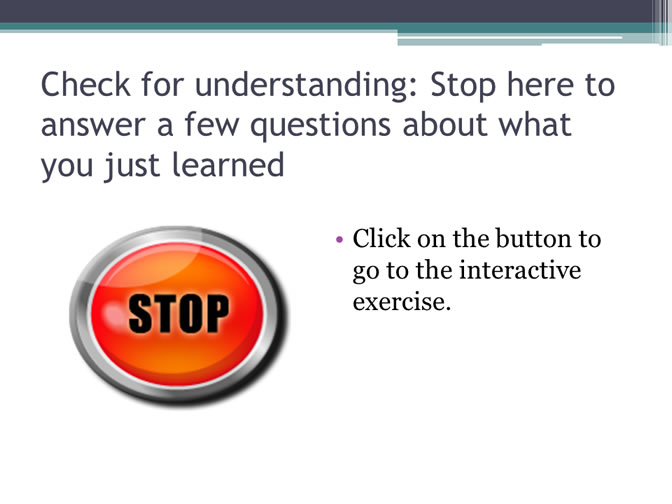 Check for understanding: Stop here to
answer a few questions about what
you just learned
STOP
• Click on the button to
go to the interactive
exercise.